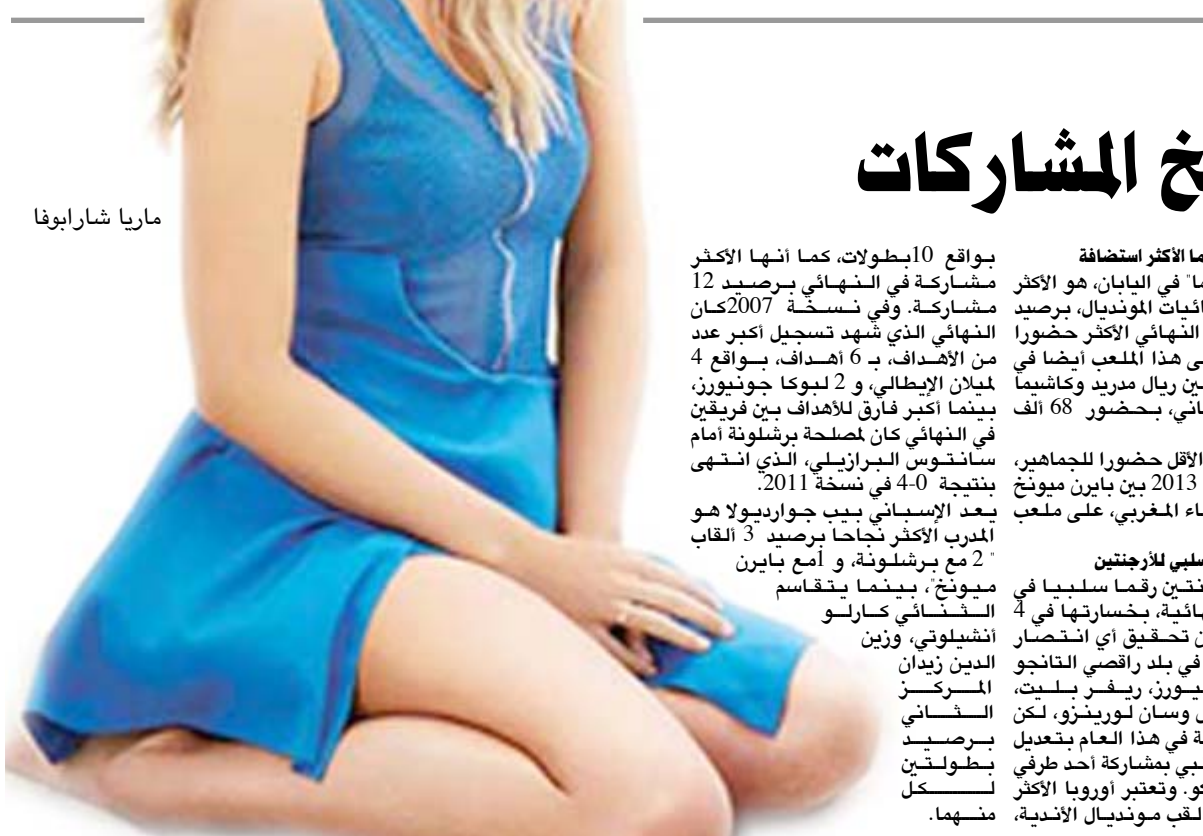 خ المشاركات
ماريا شارابوفا
ما الأكثر استضافة
ما" في اليابان، هو الأكثر
ائيات المونديال، برصيد
النهائي الأكثر حضورا
ى هذا الملعب أيضا في
ين ريال مدريد وكاشيما
اني، بحضور 68 ألف
الأقل حضورا للجماهير،
2013 بين بايرن ميونخ
اء المغربي، على ملعب
سلبي للأرجنتين
نتين رقما سلبيا في
هائية، بخسارتها في 4
ن تحقيق أي انتصار
في بلد راقصي التانجو
يورز، ريفر بليت،
ل وسان لورينزو، لكن
ة في هذا العام بتعديل
بي بمشاركة أحد طرفي
كو. وتعتبر أوروبا الأكثر
لقب مونديال الأندية،
بواقع 10بطولات، كما أنها الأكثر
مشاركة في النهائي برصيد 12
مشاركة. وفي نسخة 2007كان
النهائي الذي شهد تسجيل أكبر عدد
من الأهداف، بـ 6 أهداف، بواقع 4
لميلان الإيطالي، و 2 لبوكا جونيورز،
بينما أكبر فارق للأهداف بين فريقين
في النهائي كان لمصلحة برشلونة أمام
سانتوس البرازيلي، الذي انتهى
بنتيجة 0-4 في نسخة 2011.
يعد الإسباني بيب جوارديولا هو
المدرب الأكثر نجاحا برصيد 3 ألقاب
" 2 مع برشلونة، و 1مع بايرن
ميونخ"، بينما يتقاسم
الثنائي كارلو
أنشيلوتي، وزين
الدين زيدان
المركز
الثاني
برصيد
بطولتين
لكل
منهما.